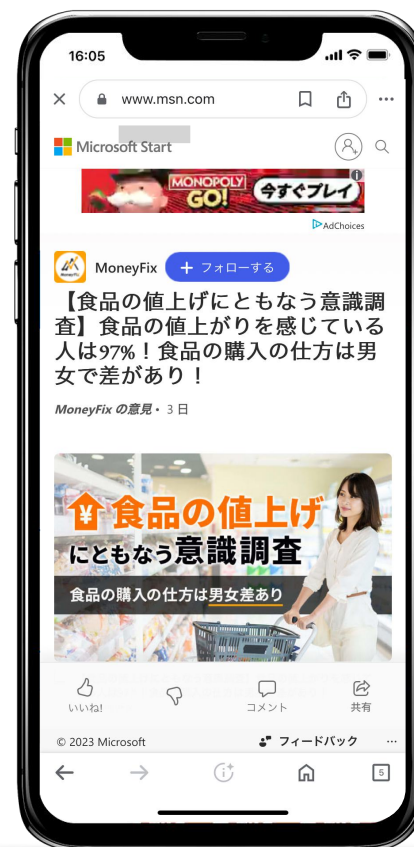 16:05
www.msn.com
Microsoft Start
MONOPOLY
GO!
今すぐプレイ
AdChoices
MoneyFix
+ フォローする
【食品の値上げにともなう意識調
査】食品の値上がりを感じている
人は97%！食品の購入の仕方は男
女で差があり！
MoneyFix の意見・ 3 日
¥
食品の値上げ
にともなう意識調査
食品の購入の仕方は男女差あり
いいね!
コメント
共有
© 2023 Microsoft
フィードバック
5